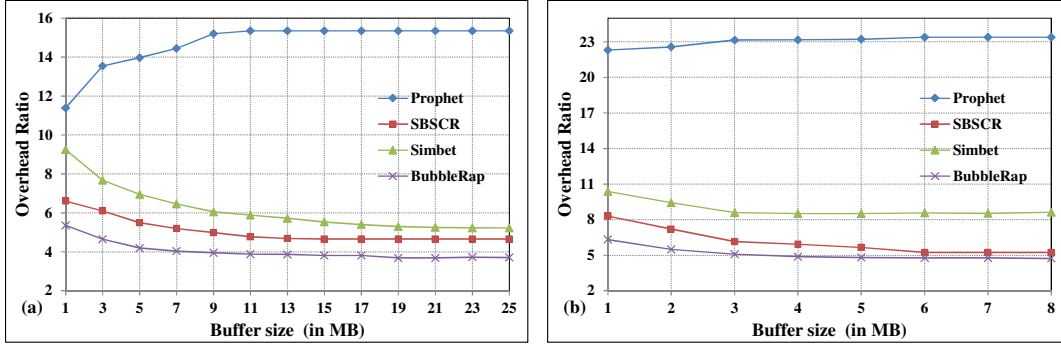 16
14
12
10
8
6
4
2
Overhead Ratio
Prophet
SBSCR
Simbet
BubbleRap
(a)
1 3 5 7 9 11 13 15 17 19 21 23 25
Buffer size (in MB)
23
20
17
14
11
8
5
2
Overhead Ratio
Prophet
SBSCR
Simbet
BubbleRap
(b)
1 2 3 4 5 6 7 8
Buffer size (in MB)